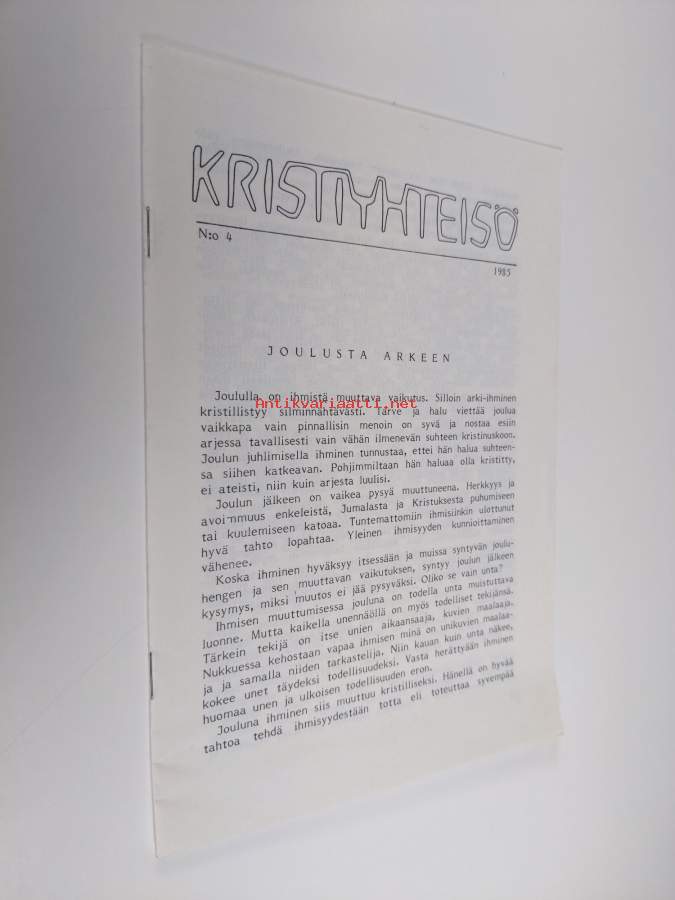 KRISTIYHTEISÖ
N:o 4
1985
JOULUSTA ARKEEN
Joululla on ihmistä muuttava vaikutus. Silloin arki-ihminen
Antikvariaatti.net
kristillistyy silminnähtävästi. Tarve ja halu viettää joulua
vaikkapa vain pinnallisin menoin on syvä ja nostaa esiin
arjessa tavallisesti vain vähän ilmenevän suhteen kristinuskoon.
Joulun juhlimisella ihminen tunnustaa, ettei hän halua suhteen-
sa siihen katkeavan. Pohjimmiltaan hän haluaa olla kristitty,
ei ateisti, niin kuin arjesta luulisi.
Joulun jälkeen on vaikea pysyä muuttuneena. Herkkyys ja
avoimmuus enkeleistä, Jumalasta ja Kristuksesta puhumiseen
tai kuulemiseen katoaa. Tuntemattomiin ihmisiinkin ulottunut
hyvä tahto lopahtaa. Yleinen ihmisyyden kunnioittaminen
vähenee.
Koska ihminen hyväksyy itsessään ja muissa syntyvän joulu-
hengen ja sen muuttavan vaikutuksen, syntyy joulun jälkeen
kysymys, miksi muutos ei jää pysyväksi. Oliko se vain unta?
Ihmisen muuttumisessa jouluna on todella unta muistuttava
luonne. Mutta kaikella unennäöllä on myös todelliset tekijänsä.
Tärkein tekijä on itse unien aikaansaaja, kuvien maalaaja.
Nukkuessa kehostaan vapaa ihmisen minä on unikuvien maalaa-
ja ja samalla niiden tarkastelija. Niin kauan kuin unta näkee,
kokee unet täydeksi todellisuudeksi. Vasta herättyään ihminen
huomaa unen ja ulkoisen todellisuuden eron.
Jouluna ihminen siis muuttuu kristilliseksi. Hänellä on hyvää
tahtoa tehdä ihmisyydestään totta eli toteuttaa syvempää